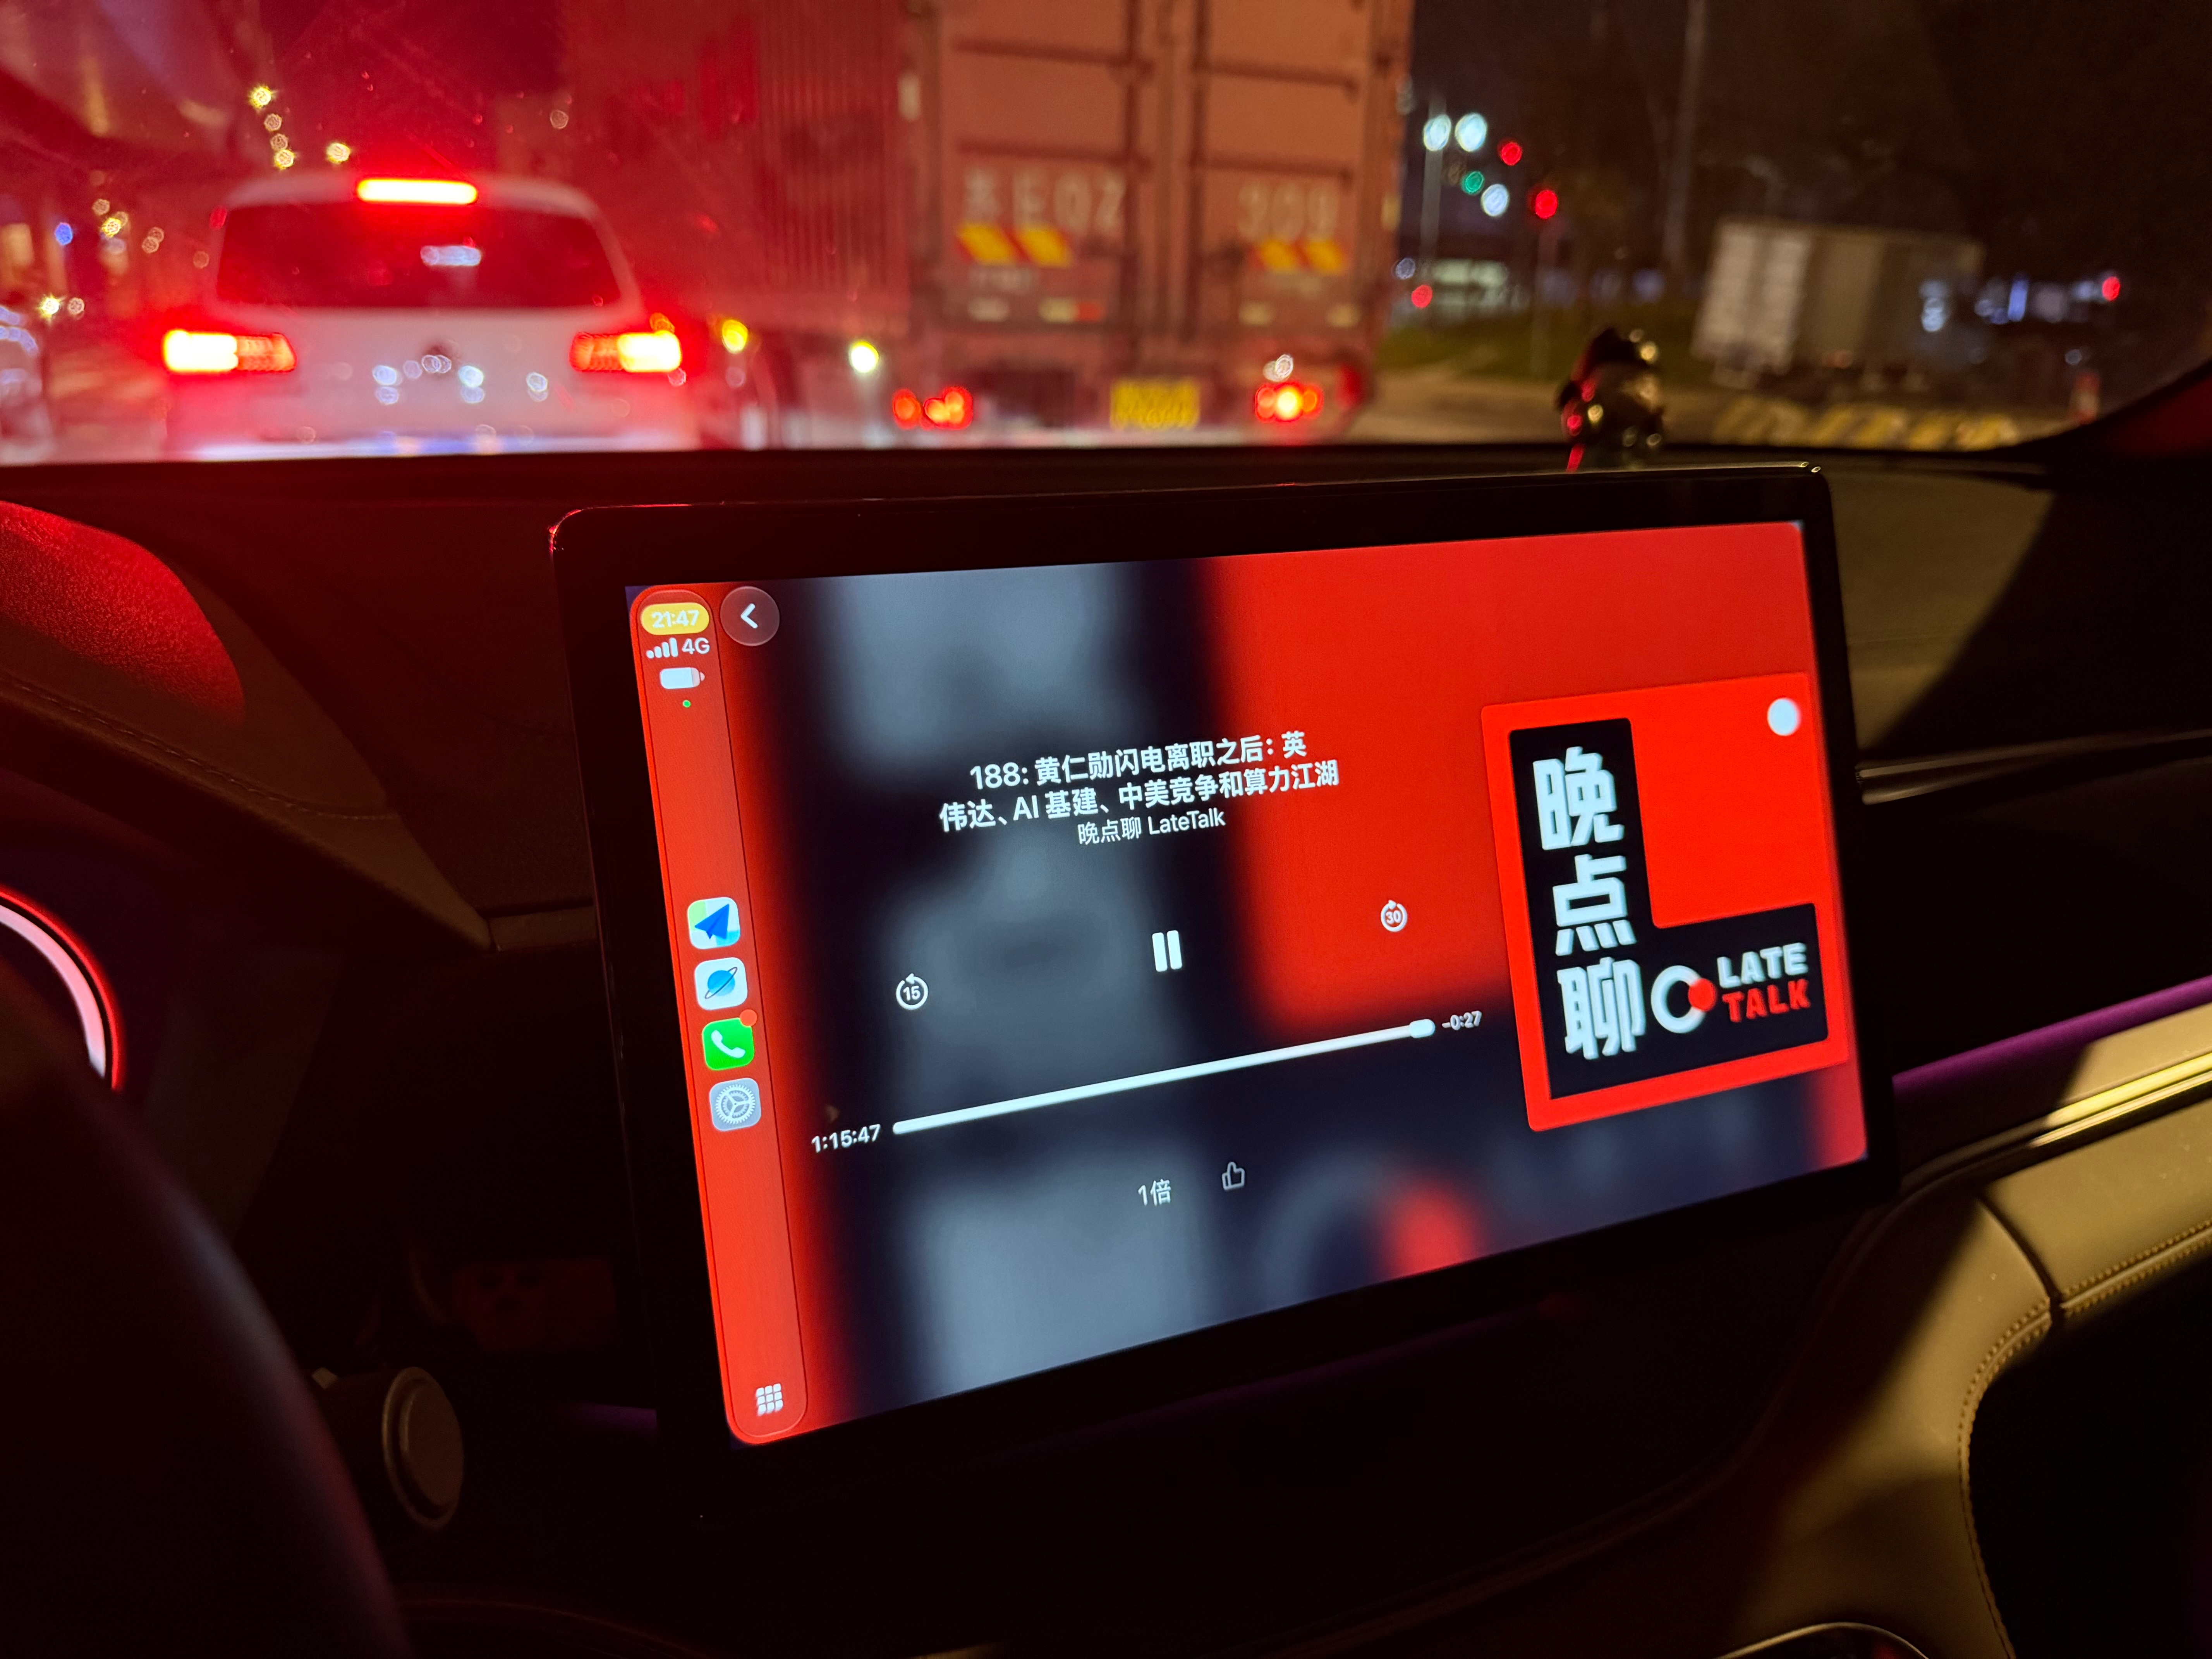 EOZ
309
21:47
4G
188: 黄仁勋闪电离职之后：英
伟达、AI 基建、中美竞争和算力江湖
晚点聊 LateTalk
15
30
1:15:47
-0:27
1倍
晚点聊
LATE
TALK